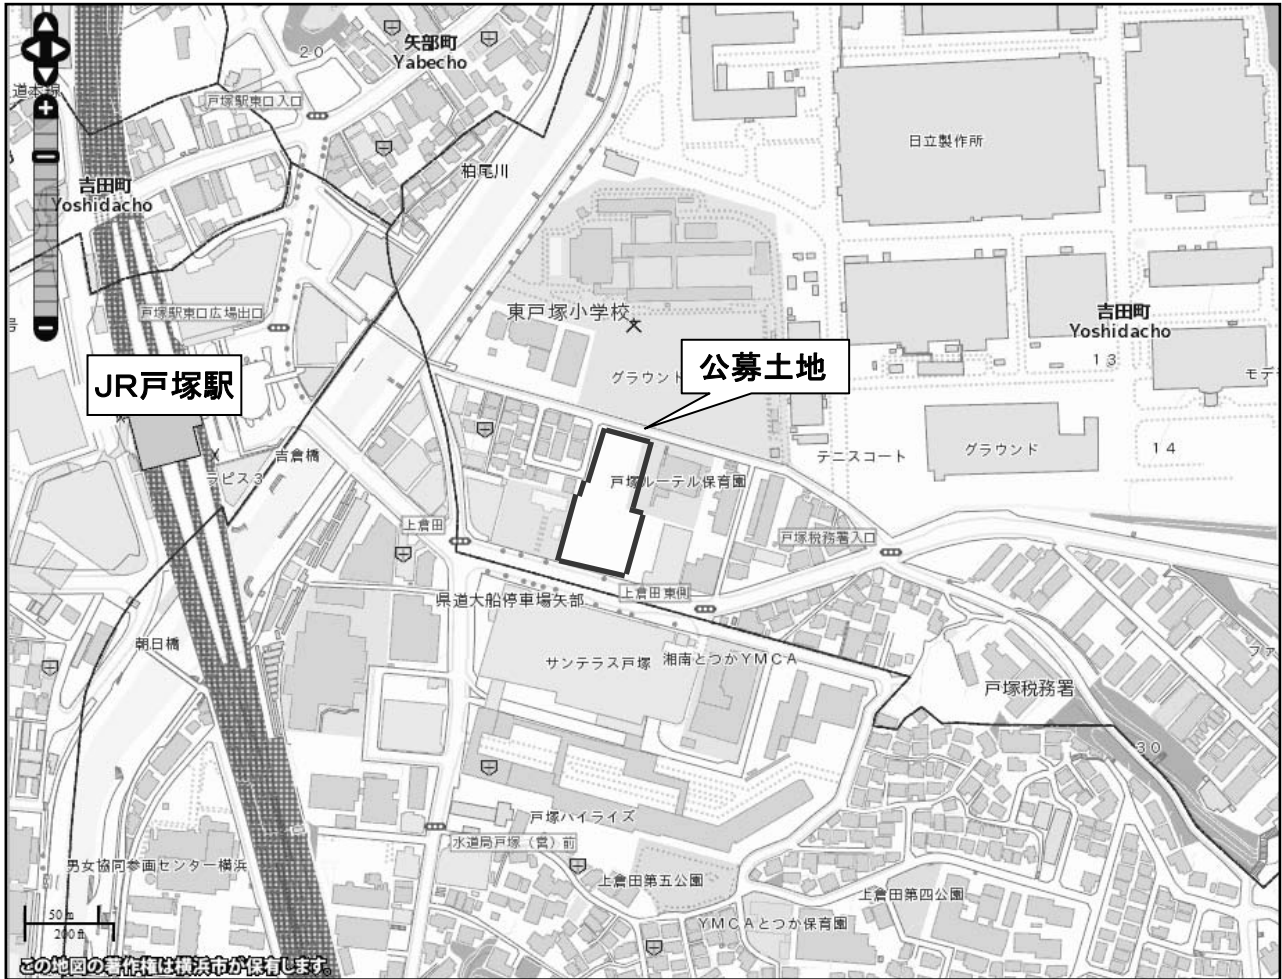 矢部町
Yabecho
20
道本塚
戸塚駅東口入口
日立製作所
柏尾川
吉田町
Yoshidacho
東戸塚小学校
戸塚駅東口広場出口
吉田町
Yoshidacho
号
13
JR戸塚駅
公募土地
グラウンド
モデ
吉倉橋
ラピス3
テニスコート
グラウンド
14
戸塚ルーテル保育園
上倉田
戸塚税務署入口
県道大船停車場矢部
上倉田東側
朝日橋
サンテラス戸塚
湘南とつかYMCA
ファ
戸塚税務署
30
戸塚ハイライズ
水道局戸塚(営)前
男女協同参画センター横浜
上倉田第五公園
上倉田第四公園
YMCAとつか保育園
50 m
200 ft
この地図の著作権は横浜市が保有します。